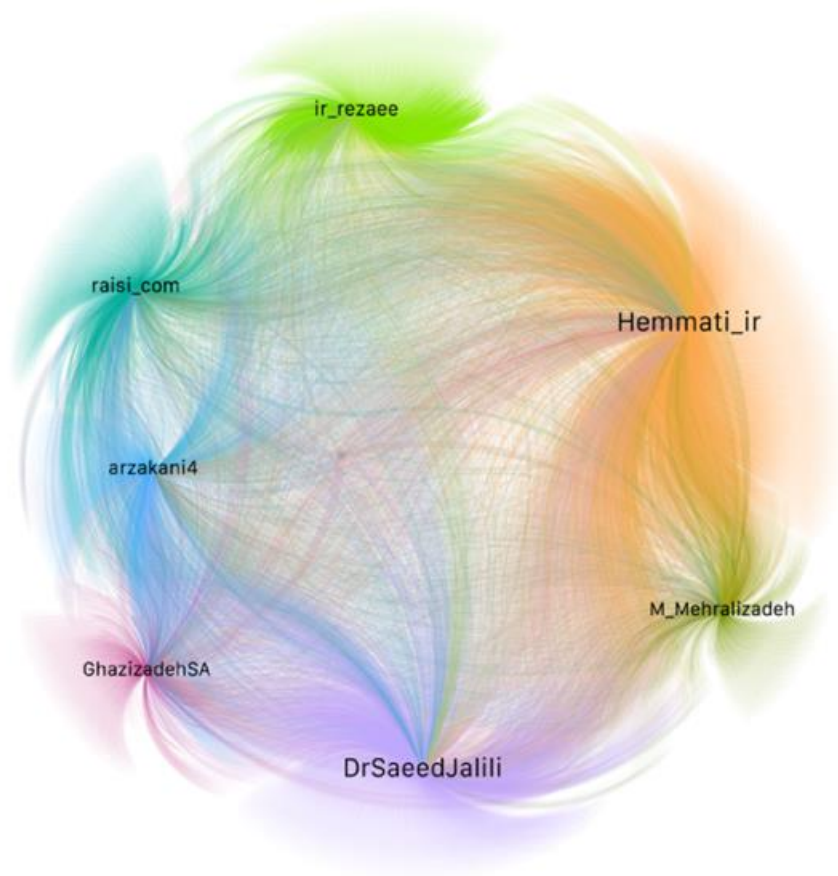 ir_rezaee
raisi_com
Hemmati_ir
arzakani4
M_Mehralizadeh
GhazizadehSA
DrSaeedJalili